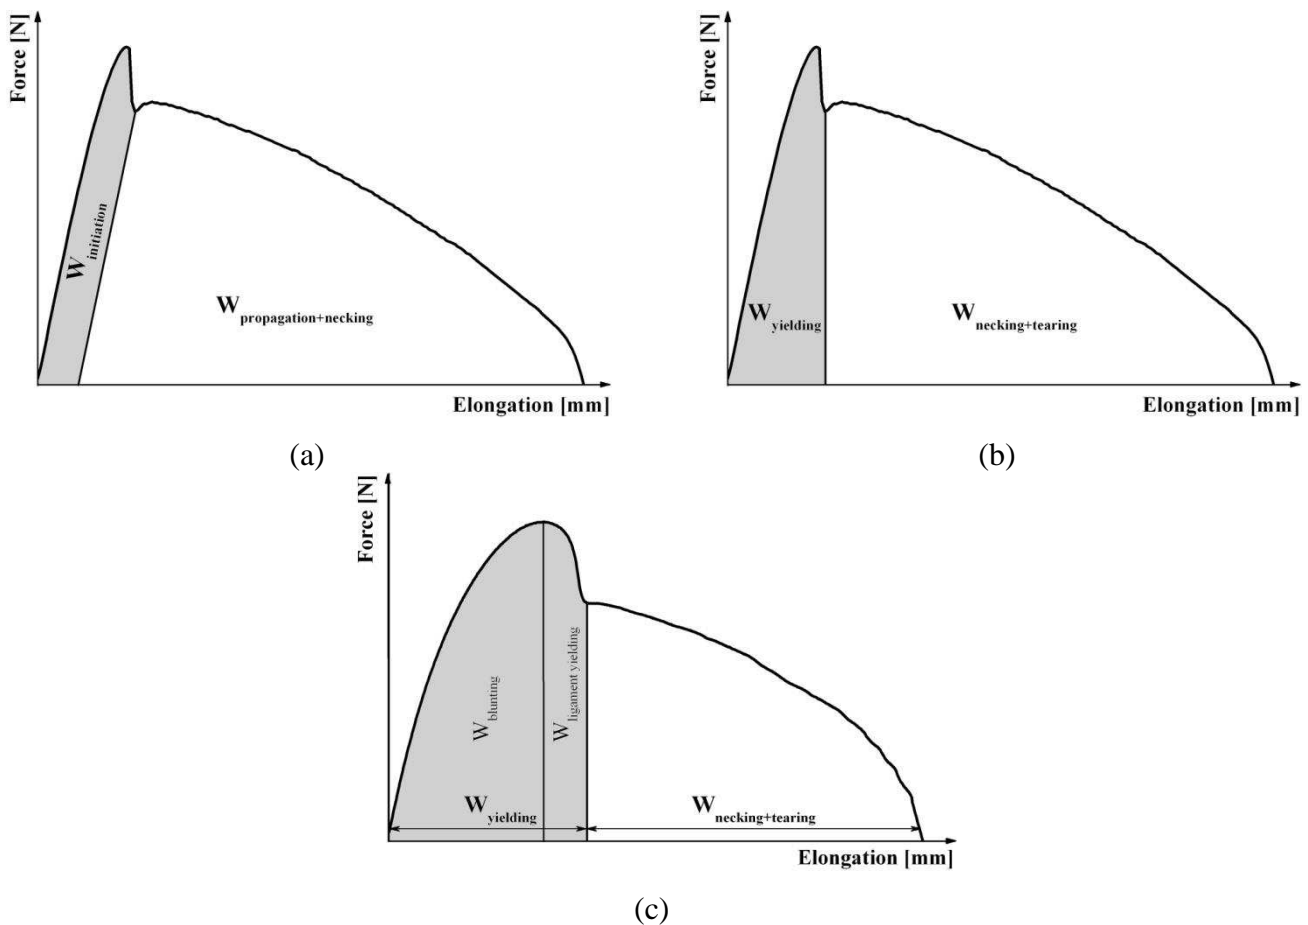 Force [N]
W initiation
W propagation+necking
Elongation [mm]
(a)
Force [N]
W yielding
W necking+tearing
Elongation [mm]
(b)
Force [N]
W blunting
W ligament yielding
W yielding
W necking+tearing
Elongation [mm]
(c)